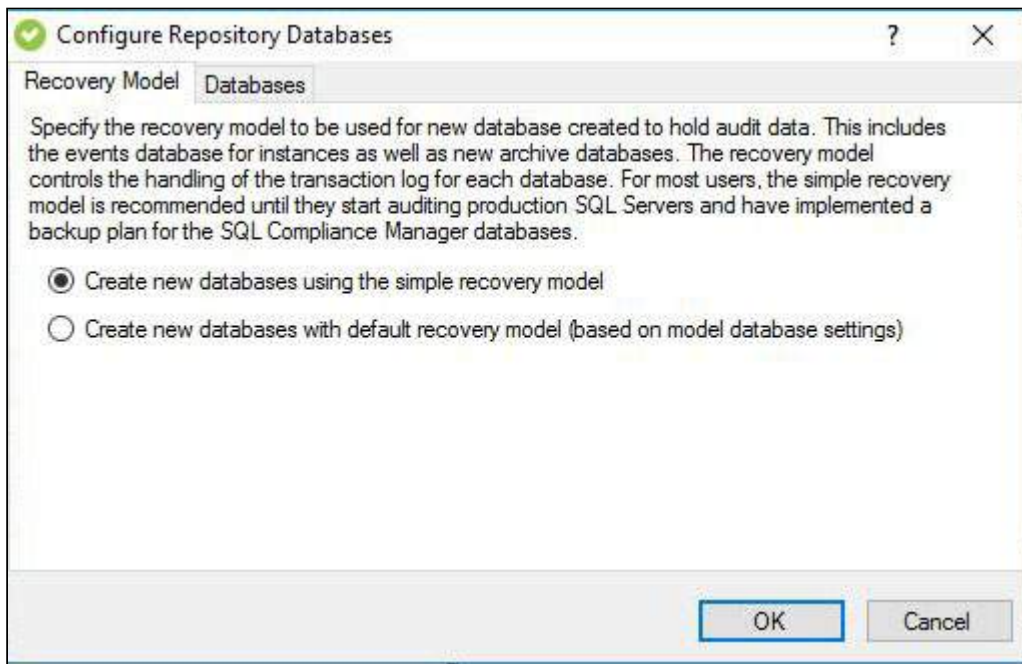 Configure Repository Databases
?
Recovery Model
Databases
Specify the recovery model to be used for new database created to hold audit data. This includes
the events database for instances as well as new archive databases. The recovery model
controls the handling of the transaction log for each database. For most users, the simple recovery
model is recommended until they start auditing production SQL Servers and have implemented a
backup plan for the SQL Compliance Manager databases.
Create new databases using the simple recovery model
Create new databases with default recovery model (based on model database settings)
OK
Cancel